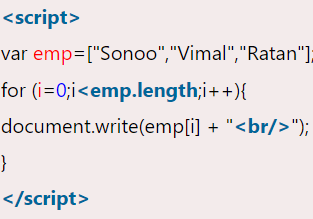 <script>
var emp=["Sonoo","Vimal","Ratan"];
for (i=0;i<emp.length;i++){
document.write(emp[i] + "<br/>");
}
</script>